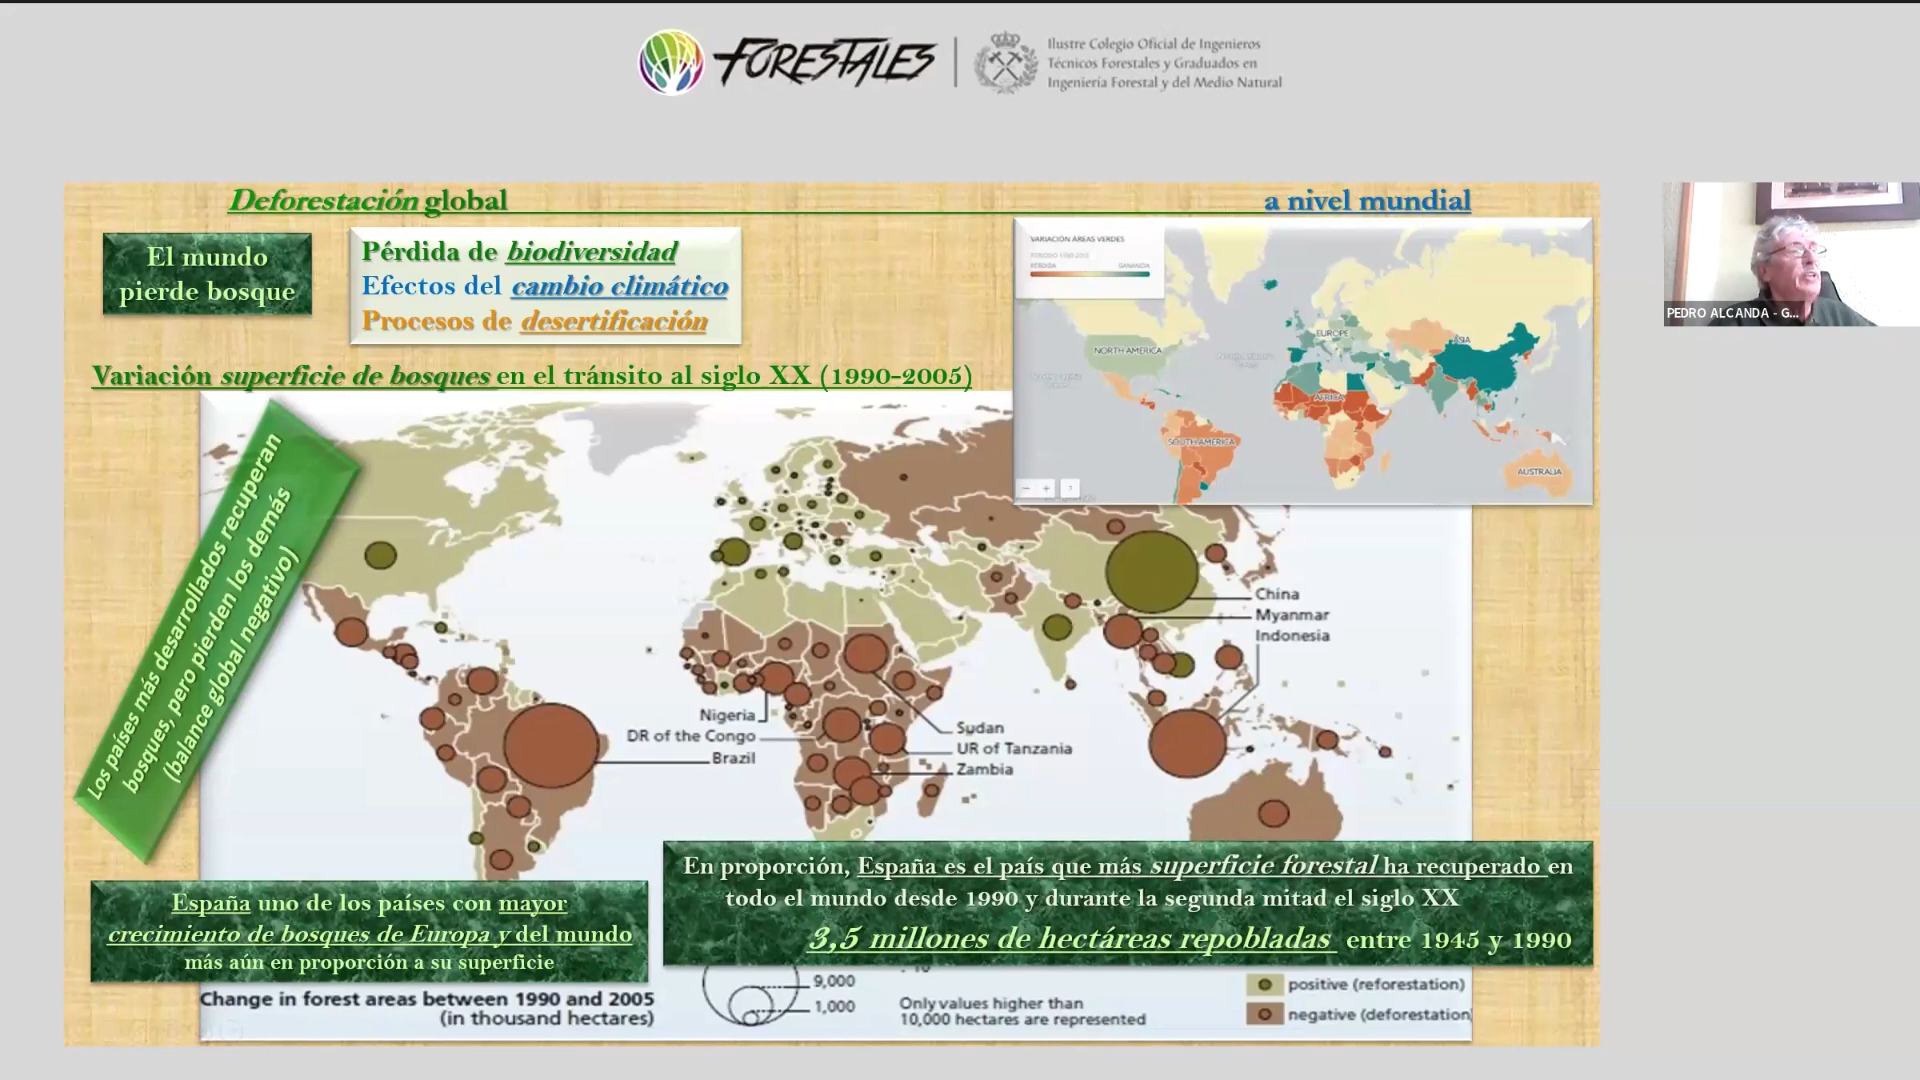 FORESTALES
Ilustre Colegio Oficial de Ingenieros
Técnicos Forestales y Graduados en
Ingeniería Forestal y del Medio Natural
Deforestación global a nivel mundial
El mundo
pierde bosque
Pérdida de biodiversidad
Efectos del cambio climático
Procesos de desertificación
VARIACIÓN ÁREAS VERDES
PÉRDIDA GANANCIA
NORTH AMERICA
EUROPE
ASIA
AFRICA
SOUTH AMERICA
AUSTRALIA
PEDRO ALCANDA - G...
Variación superficie de bosques en el tránsito al siglo XX (1990-2005)
Los países más desarrollados recuperan
bosques, pero pierden los demás
(balance global negativo)
China
Myanmar
Indonesia
Nigeria
DR of the Congo
Brazil
Sudan
UR of Tanzania
Zambia
España uno de los países con mayor
crecimiento de bosques de Europa y del mundo
más aún en proporción a su superficie
En proporción, España es el país que más superficie forestal ha recuperado en
todo el mundo desde 1990 y durante la segunda mitad el siglo XX
3,5 millones de hectáreas repobladas entre 1945 y 1990
Change in forest areas between 1990 and 2005
(in thousand hectares)
9,000
1,000
Only values higher than
10,000 hectares are represented
positive (reforestation)
negative (deforestation